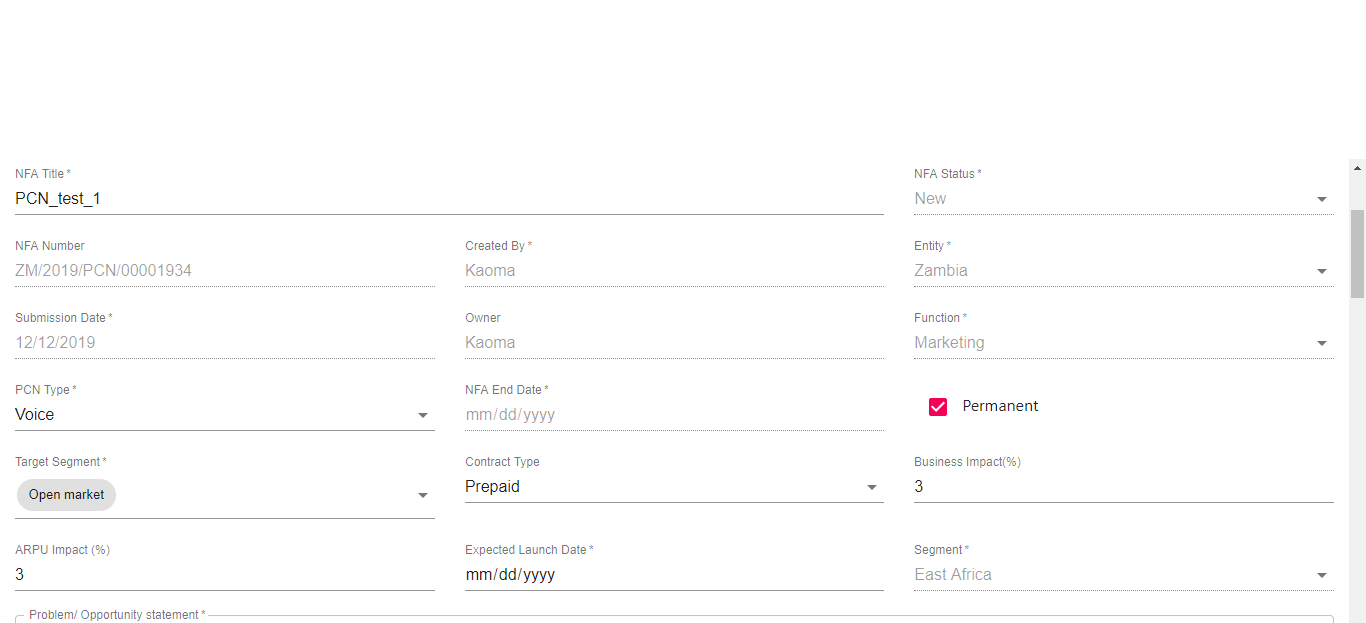 NFA Title *
NFA Status *
PCN_test_1
New
NFA Number
Created By *
Entity *
ZM/2019/PCN/00001934
Kaoma
Zambia
Submission Date *
Owner
Function *
12/12/2019
Kaoma
Marketing
PCN Type *
NFA End Date *
Voice
mm/dd/yyyy
Permanent
Target Segment *
Contract Type
Business Impact(%)
Open market
Prepaid
3
ARPU Impact (%)
Expected Launch Date *
Segment *
3
mm/dd/yyyy
East Africa
Problem/ Opportunity statement *